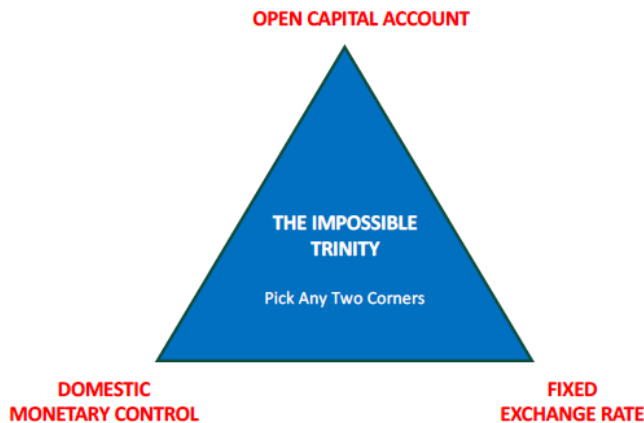 OPEN CAPITAL ACCOUNT
THE IMPOSSIBLE
TRINITY
Pick Any Two Corners
DOMESTIC
MONETARY CONTROL
FIXED
EXCHANGE RATE